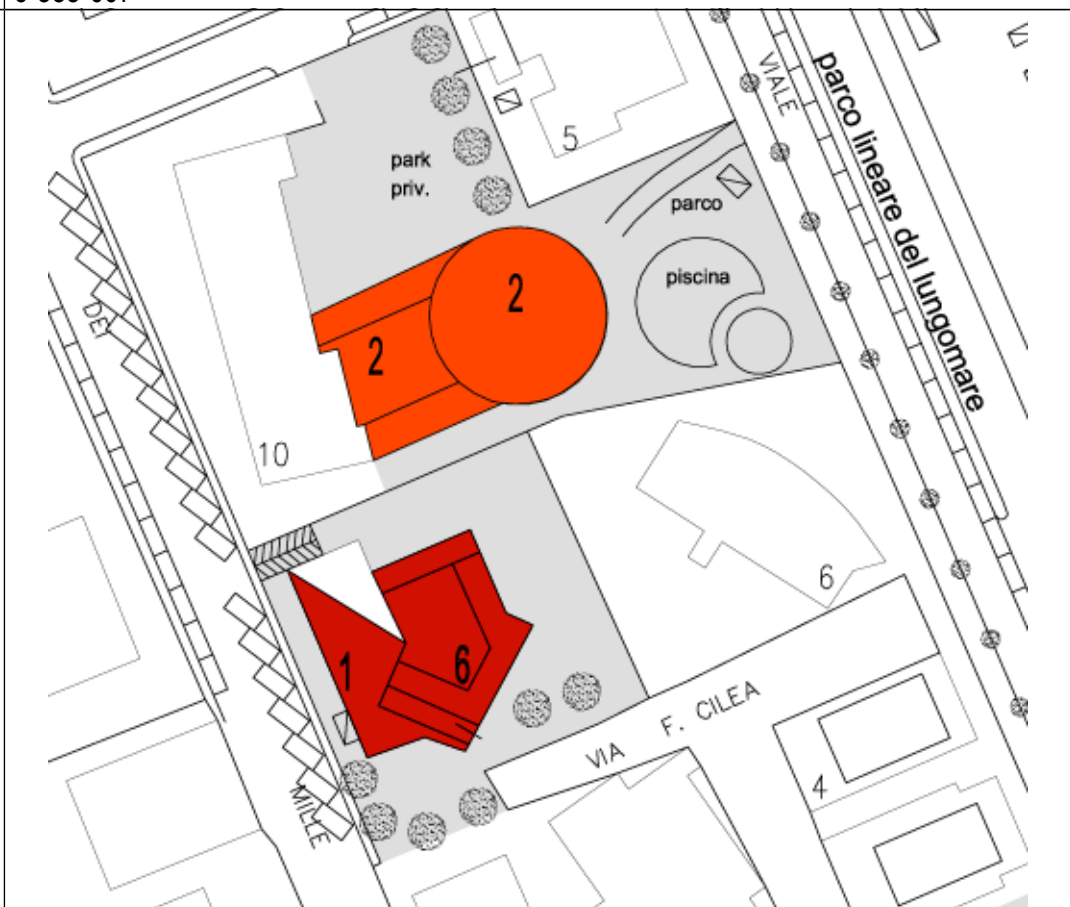 VIALE
parco lineare del lungomare
5
park
priv.
parco
piscina
2
2
DEI
10
6
1
6
VIA F. CILEA
4
MILLE